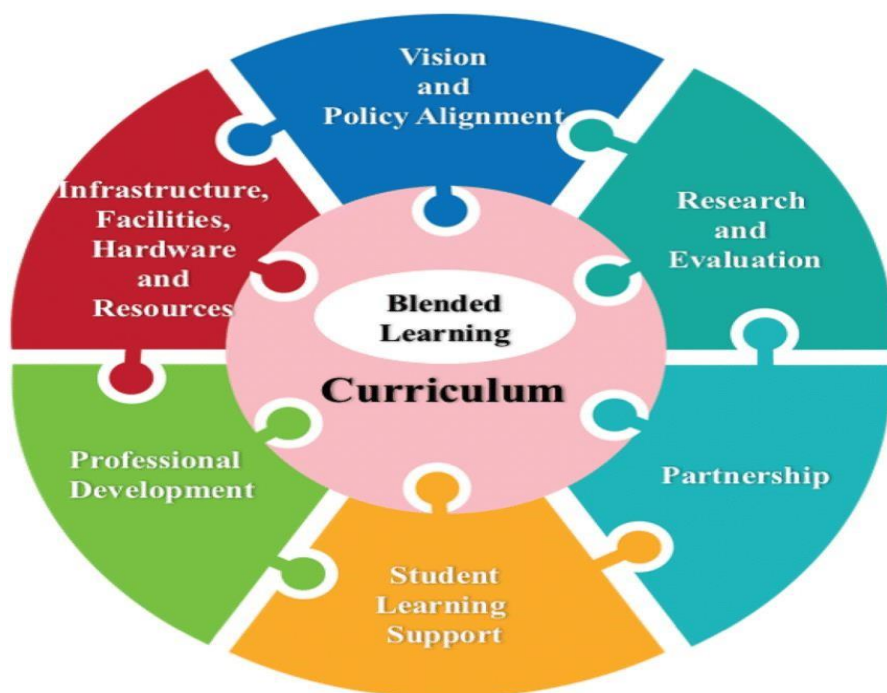 Vision
and
Policy Alignment
Research
and
Evaluation
Partnership
Student
Learning
Support
Professional
Development
Infrastructure,
Facilities,
Hardware
and
Resources
Blended
Learning
Curriculum